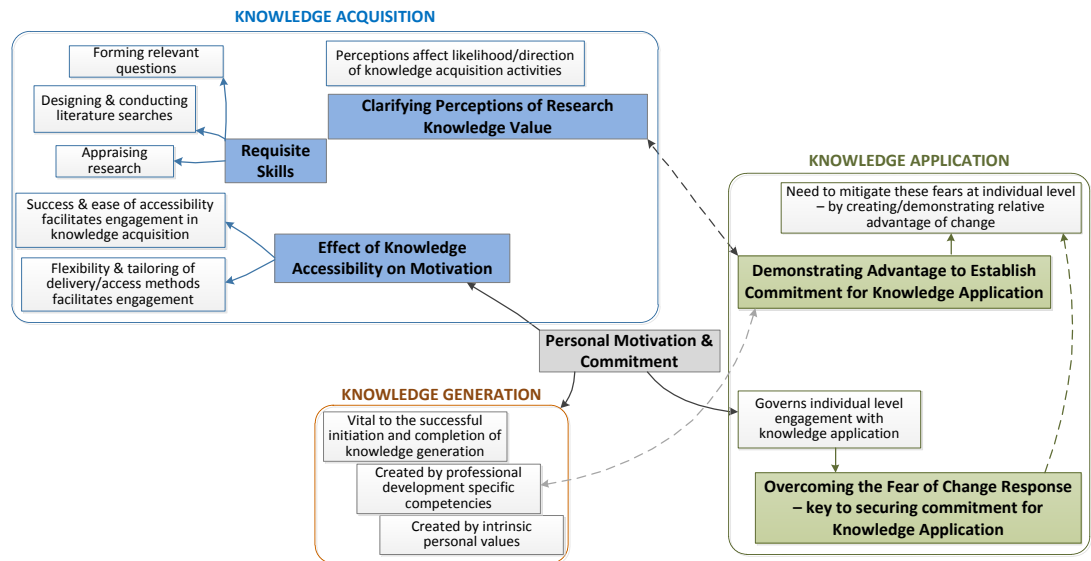 KNOWLEDGE ACQUISITION
Forming relevant
questions
Perceptions affect likelihood/direction
of knowledge acquisition activities
Designing & conducting
literature searches
Clarifying Perceptions of Research
Knowledge Value
Appraising
research
Requisite
Skills
Success & ease of accessibility
facilitates engagement in
knowledge acquisition
Effect of Knowledge
Accessibility on Motivation
Flexibility & tailoring of
delivery/access methods
facilitates engagement
KNOWLEDGE APPLICATION
Need to mitigate these fears at individual level
– by creating/demonstrating relative
advantage of change
Demonstrating Advantage to Establish
Commitment for Knowledge Application
Personal Motivation &
Commitment
KNOWLEDGE GENERATION
Vital to the successful
initiation and completion of
knowledge generation
Created by professional
development specific
competencies
Created by intrinsic
personal values
Governs individual level
engagement with
knowledge application
Overcoming the Fear of Change Response
– key to securing commitment for
Knowledge Application